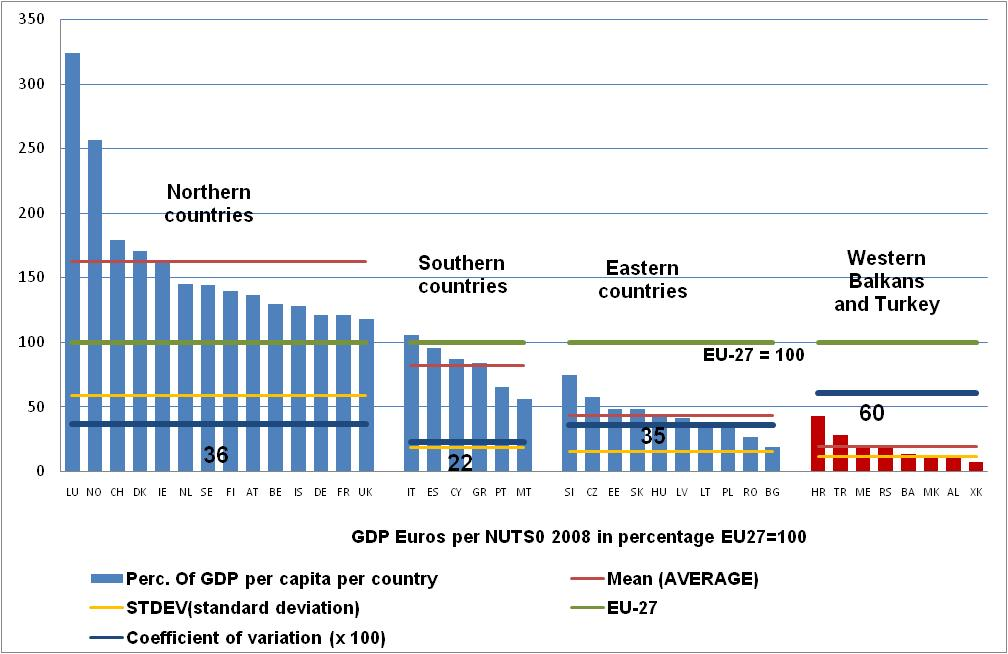 350
300
250
200
150
100
50
0
Northern
countries
Southern
countries
Eastern
countries
Western
Balkans
and Turkey
EU-27 = 100
36
22
35
60
LU NO CH DK IE NL SE FI AT BE IS DE FR UK IT ES CY GR PT MT SI CZ EE SK HU LV LT PL RO BG HR TR ME RS BA MK AL XK
GDP Euros per NUTS0 2008 in percentage EU27=100
Perc. Of GDP per capita per country
Mean (AVERAGE)
STDEV(standard deviation)
EU-27
Coefficient of variation (x 100)